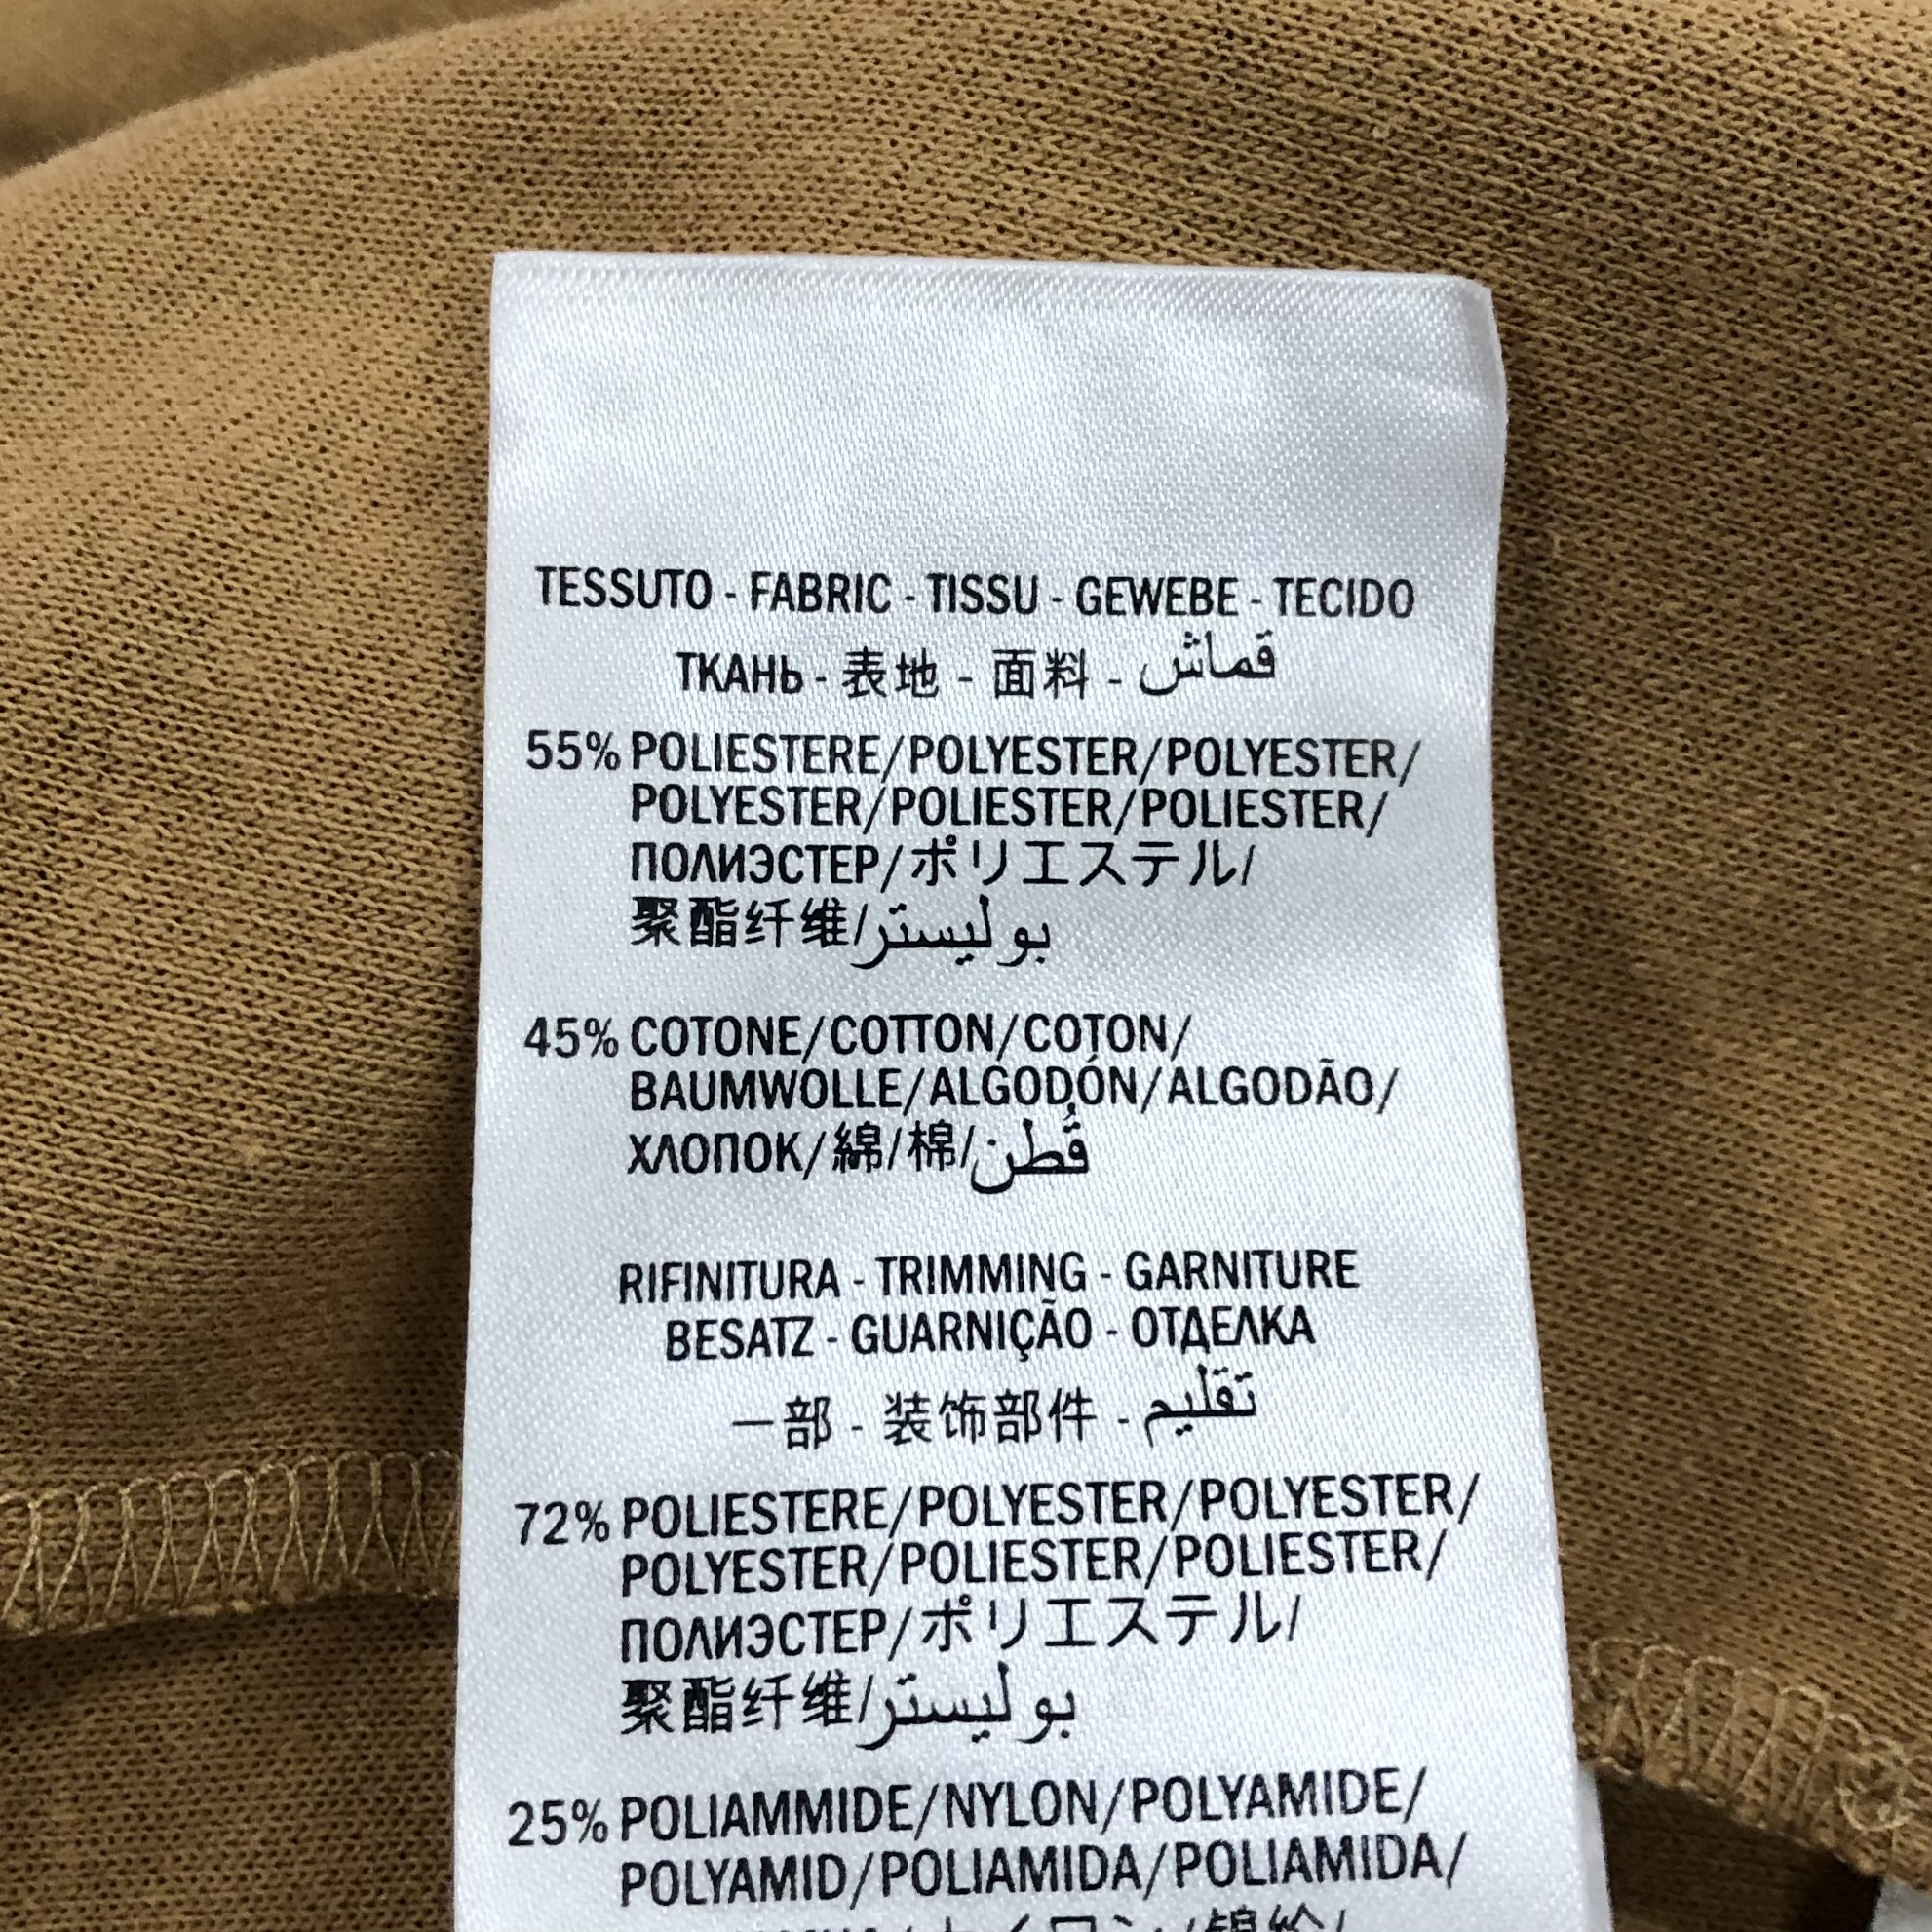 TESSUTO - FABRIC - TISSU - GEWEBE - TECIDO
ТКАНЬ - 表地 - 面料 - قماش
55% POLIESTERE/POLYESTER/POLYESTER/
POLYESTER/POLIESTER/POLIESTER/
ПОЛИЭСТЕР/ポリエステル/
聚酯纤维/بوليستر
45% COTONE/COTTON/COTON/
BAUMWOLLE/ALGODÓN/ALGODÃO/
ХЛОПОК/綿/棉/قُطن
RIFINITURA - TRIMMING - GARNITURE
BESATZ - GUARNIÇÃO - ОТДЕЛКА
一部 - 装饰部件 - تقليم
72% POLIESTERE/POLYESTER/POLYESTER/
POLYESTER/POLIESTER/POLIESTER/
ПОЛИЭСТЕР/ポリエステル/
聚酯纤维/بوليستر
25% POLIAMMIDE/NYLON/POLYAMIDE/
POLYAMID/POLIAMIDA/POLIAMIDA/